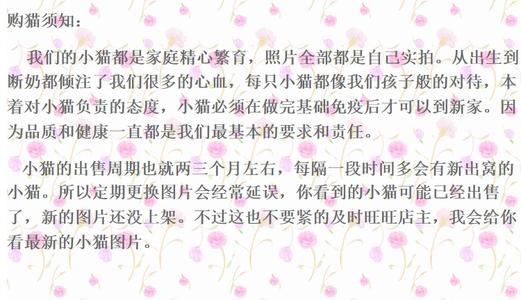 购猫须知：
我们的小猫都是家庭精心繁育，照片全部都是自己实拍。从出生到
断奶都倾注了我们很多的心血，每只小猫都像我们孩子般的对待，本
着对小猫负责的态度，小猫必须在做完基础免疫后才可以到新家。因
为品质和健康一直都是我们最基本的要求和责任。
小猫的出售周期也就两三个月左右，每隔一段时间多会有新出窝的
小猫。所以定期更换图片会经常延误，你看到的小猫可能已经出售
了，新的图片还没上架。不过这也不要紧的及时旺旺店主，我会给你
看最新的小猫图片。